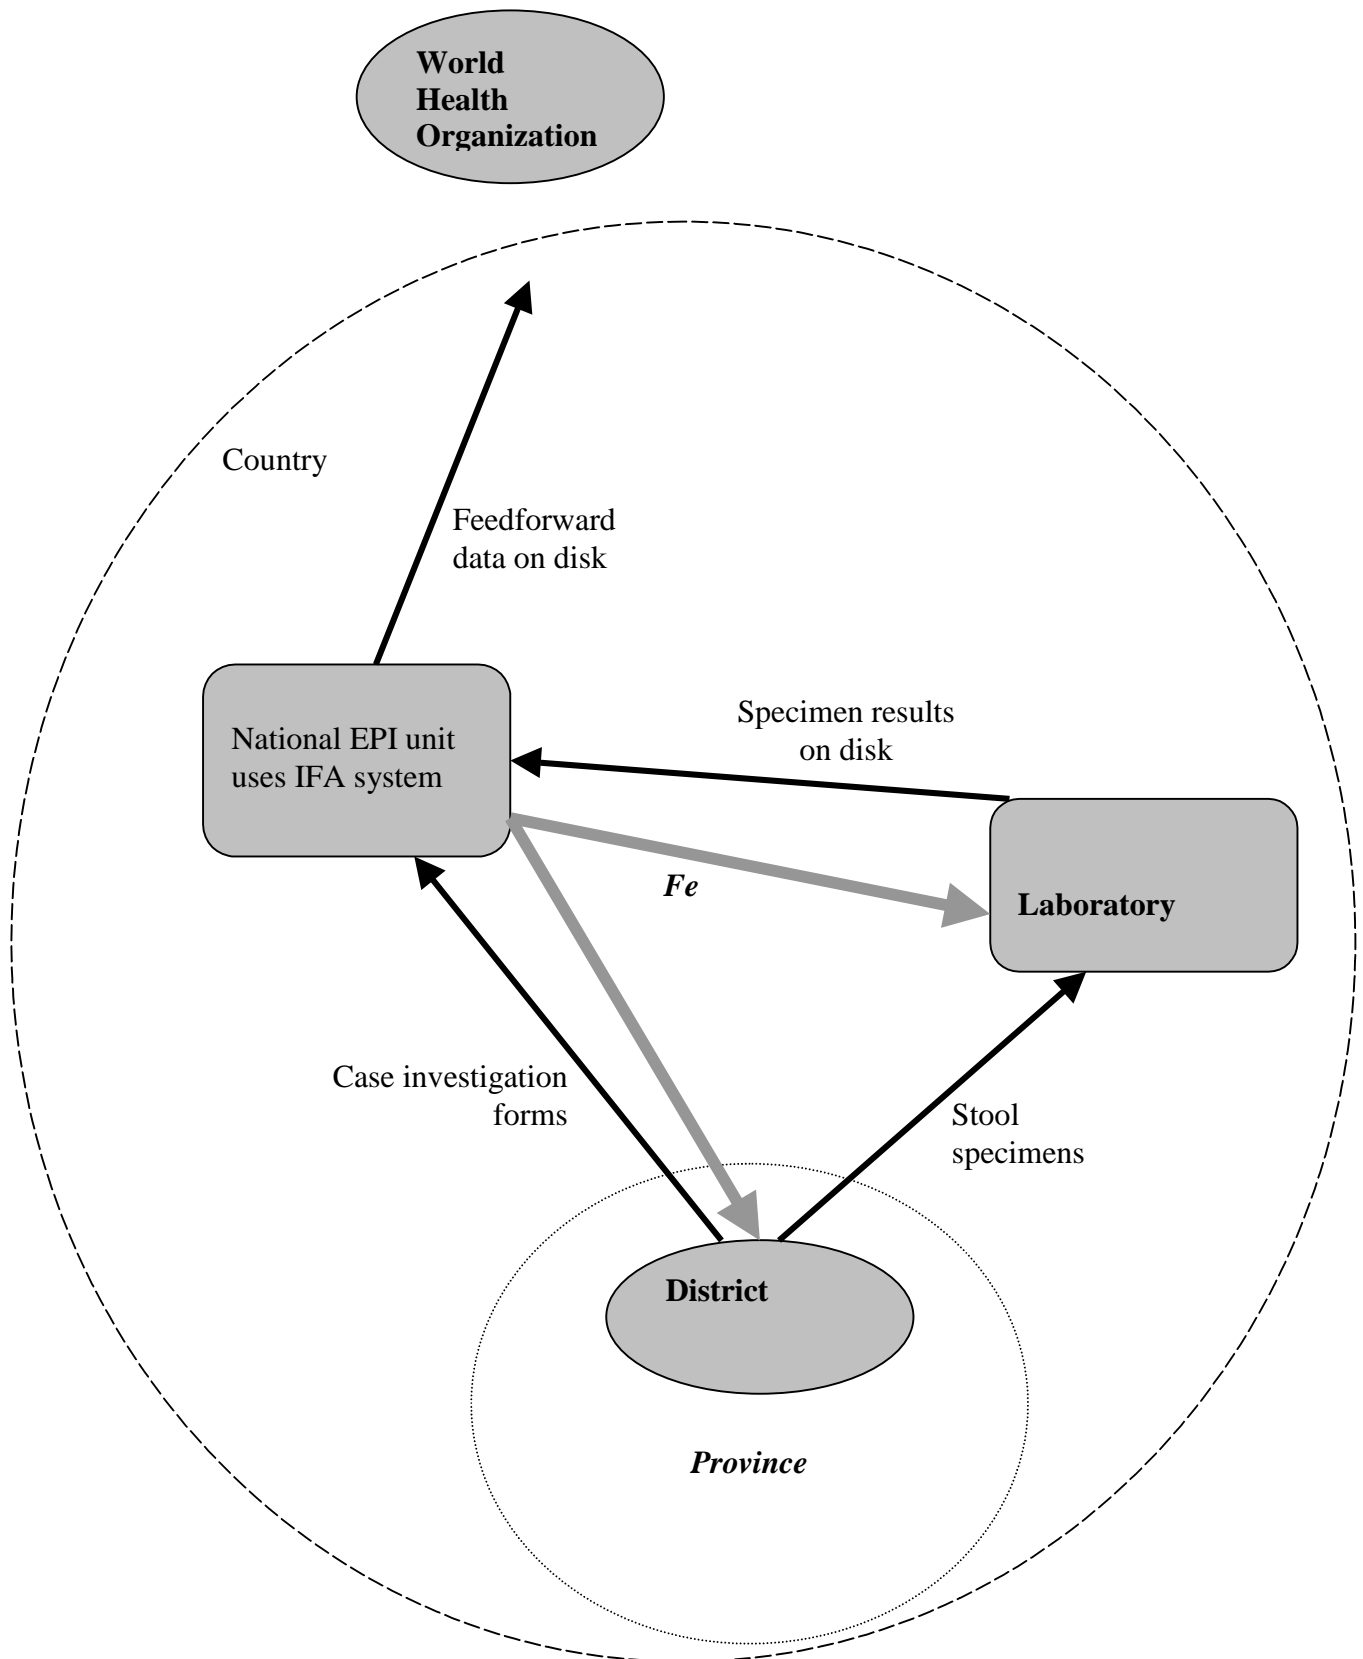 World
Health
Organization
Country
Feedforward
data on disk
National EPI unit
uses IFA system
Specimen results
on disk
Fe
Laboratory
Case investigation
forms
Stool
specimens
District
Province